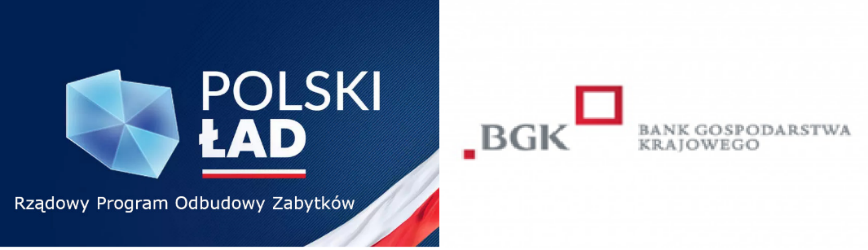 POLSKI
ŁAD
Rządowy Program Odbudowy Zabytków
BGK
BANK GOSPODARSTWA
KRAJOWEGO